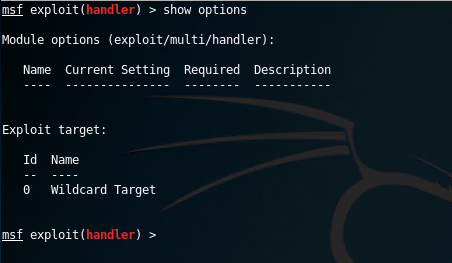 msf exploit(handler) > show options
Module options (exploit/multi/handler):
Name  Current Setting  Required  Description
----  ---------------  --------  -----------
Exploit target:
Id  Name
--  ----
0   Wildcard Target
msf exploit(handler) >